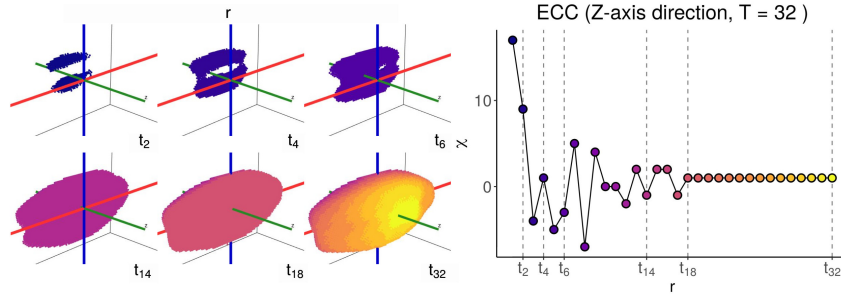 r
z
z
z
t2
t4
t6
z
t14
t18
t32
ECC (Z-axis direction, T = 32 )
10
0
χ
t2
t4
t6
t14
t18
t32
r